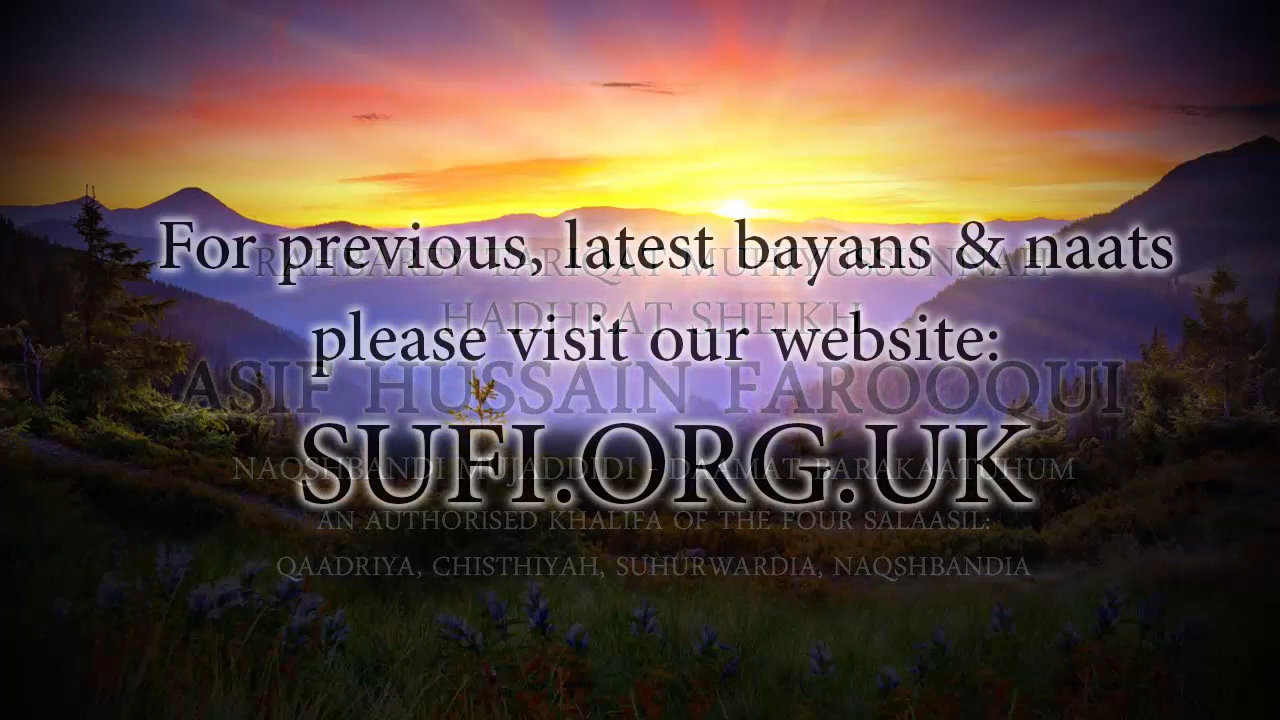 For previous, latest bayans & naats
HADHRAT SHEIKH
please visit our website:
ASIF HUSSAIN FAROOQUI
SUFI.ORG.UK
NAQSHBANDI MUJADDIDI - DAAMAT BARAKAATUHUM
AN AUTHORISED KHALIFA OF THE FOUR SALAASIL:
QAADRIYA, CHISTHIYAH, SUHURWARDIA, NAQSHBANDIA